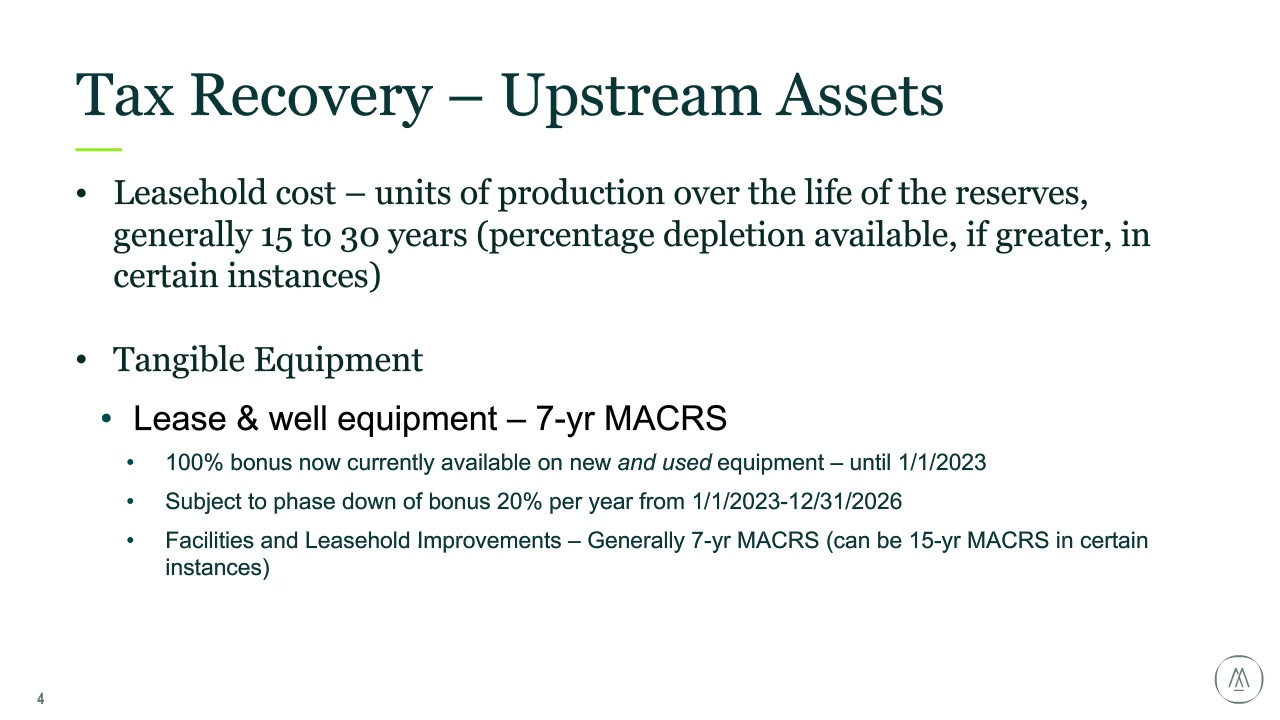 Tax Recovery – Upstream Assets
• Leasehold cost – units of production over the life of the reserves,
generally 15 to 30 years (percentage depletion available, if greater, in
certain instances)
• Tangible Equipment
• Lease & well equipment – 7-yr MACRS
• 100% bonus now currently available on new and used equipment – until 1/1/2023
• Subject to phase down of bonus 20% per year from 1/1/2023-12/31/2026
• Facilities and Leasehold Improvements – Generally 7-yr MACRS (can be 15-yr MACRS in certain
instances)
4